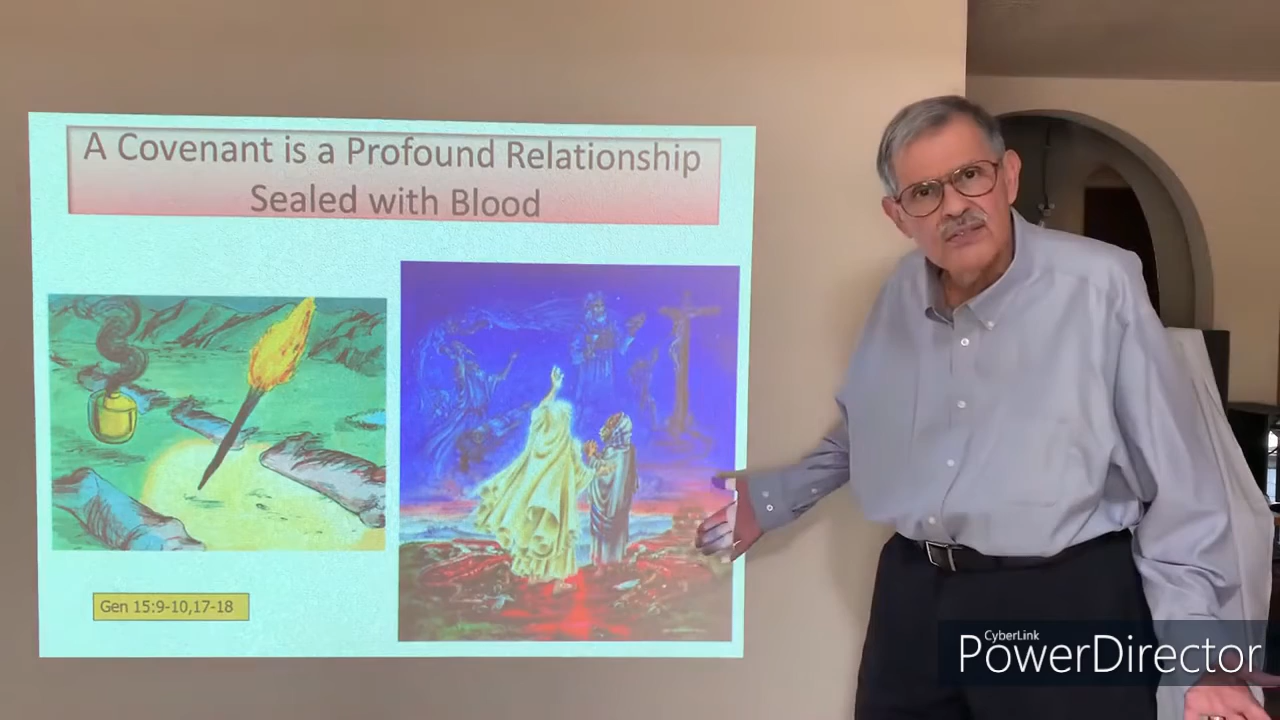 A Covenant is a Profound Relationship
Sealed with Blood
Gen 15:9-10,17-18
CyberLink
PowerDirector